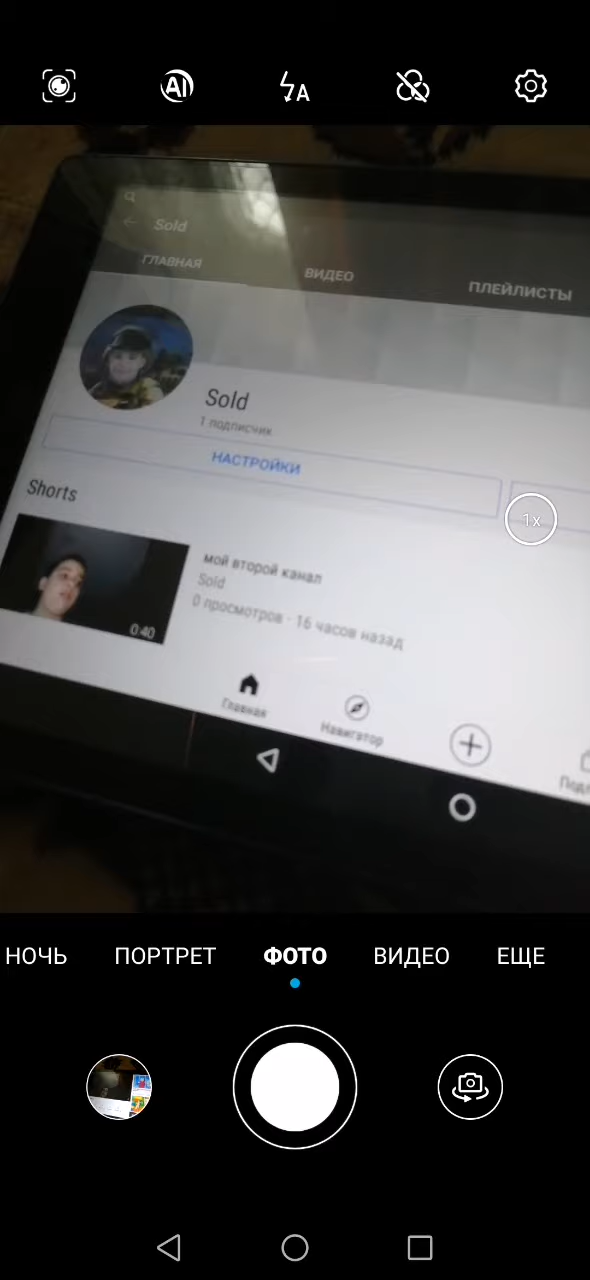 AI
A
Sold
ГЛАВНАЯ
ВИДЕО
ПЛЕЙЛИСТЫ
Sold
1 подписчик
НАСТРОЙКИ
1x
Shorts
мой второй канал
Sold
0 просмотров · 16 часов назад
0:40
Главная
Навигатор
НОЧЬ
ПОРТРЕТ
ФОТО
ВИДЕО
ЕЩЕ